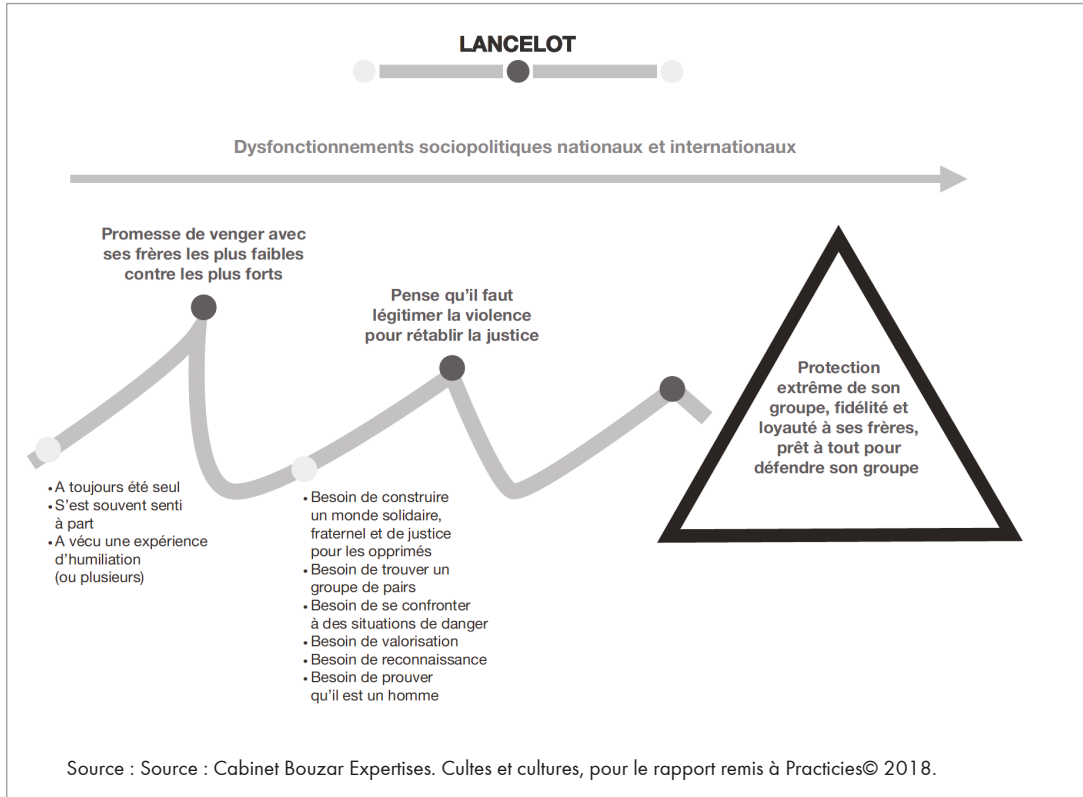 LANCELOT
Dysfonctionnements sociopolitiques nationaux et internationaux
Promesse de venger avec
ses frères les plus faibles
contre les plus forts
Pense qu’il faut
légitimer la violence
pour rétablir la justice
Protection
extrême de son
groupe, fidélité et
loyauté à ses frères,
prêt à tout pour
défendre son groupe
• A toujours été seul
• S’est souvent senti
à part
• A vécu une expérience
d’humiliation
(ou plusieurs)
• Besoin de construire
un monde solidaire,
fraternel et de justice
pour les opprimés
• Besoin de trouver un
groupe de pairs
• Besoin de se confronter
à des situations de danger
• Besoin de valorisation
• Besoin de reconnaissance
• Besoin de prouver
qu’il est un homme
Source : Source : Cabinet Bouzar Expertises. Cultes et cultures, pour le rapport remis à Practicies© 2018.